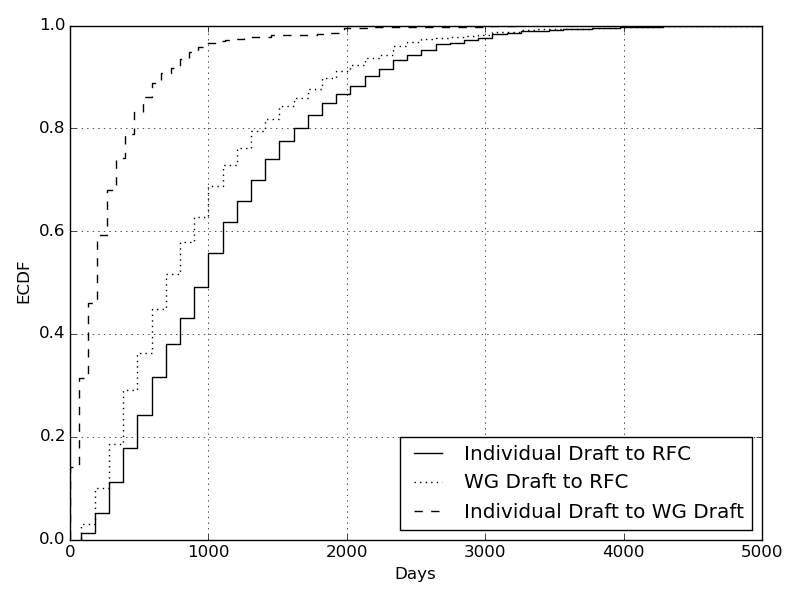 1.0
0.8
0.6
0.4
0.2
0.0
ECDF
0 1000 2000 3000 4000 5000
Days
Individual Draft to RFC
WG Draft to RFC
Individual Draft to WG Draft